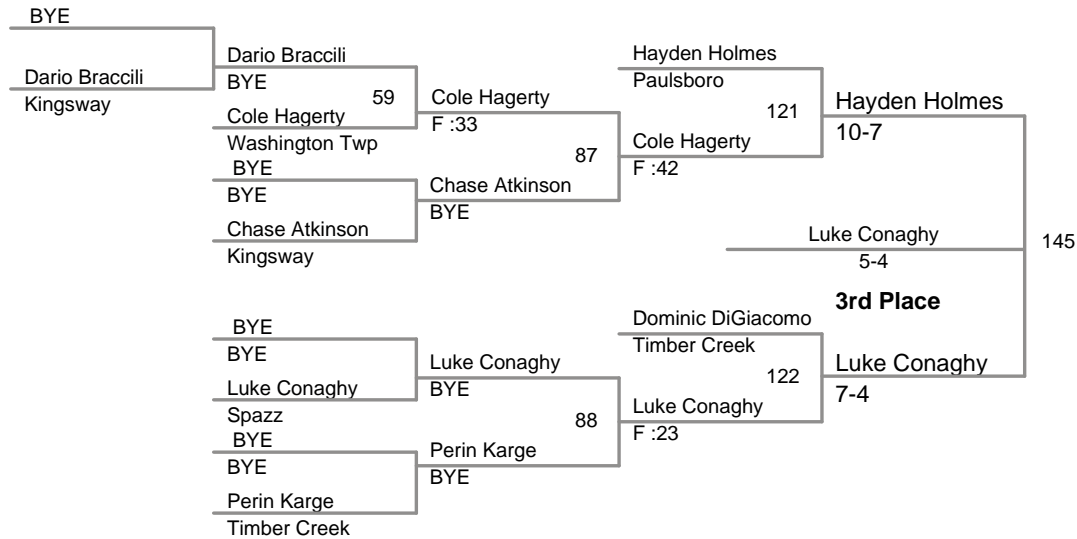 BYE
Dario Braccili
Kingsway
Dario Braccili
BYE
59
Cole Hagerty
Washington Twp
BYE
BYE
Chase Atkinson
Kingsway
Cole Hagerty
F :33
87
Chase Atkinson
BYE
Hayden Holmes
Paulsboro
121
Cole Hagerty
F :42
Hayden Holmes
10-7
Luke Conaghy
5-4
145
3rd Place
BYE
BYE
Luke Conaghy
Spazz
BYE
BYE
Perin Karge
Timber Creek
Luke Conaghy
BYE
88
Perin Karge
BYE
Dominic DiGiacomo
Timber Creek
122
Luke Conaghy
F :23
Luke Conaghy
7-4